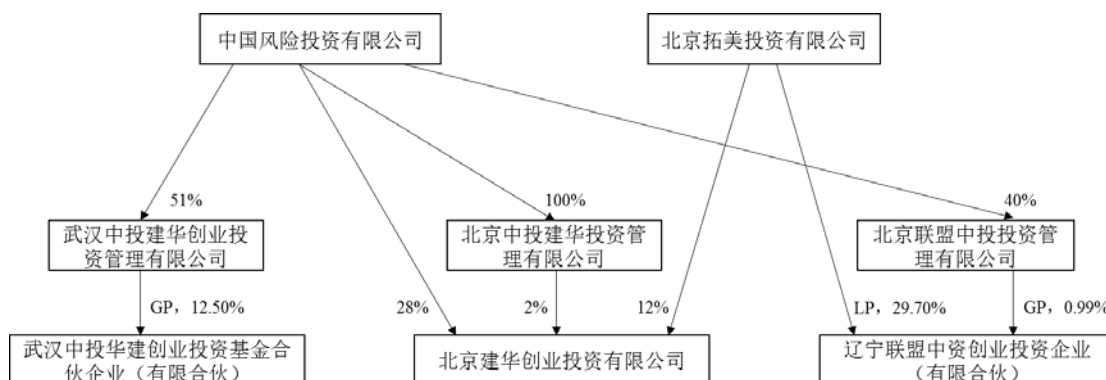 中国风险投资有限公司
北京拓美投资有限公司
51%
100%
40%
武汉中投建华创业投
资管理有限公司
北京中投建华投资管
理有限公司
北京联盟中投投资管
理有限公司
GP，12.50%
28%
2%
12%
LP，29.70%
GP，0.99%
武汉中投华建创业投资基金合
伙企业（有限合伙）
北京建华创业投资有限公司
辽宁联盟中资创业投资企业
（有限合伙）